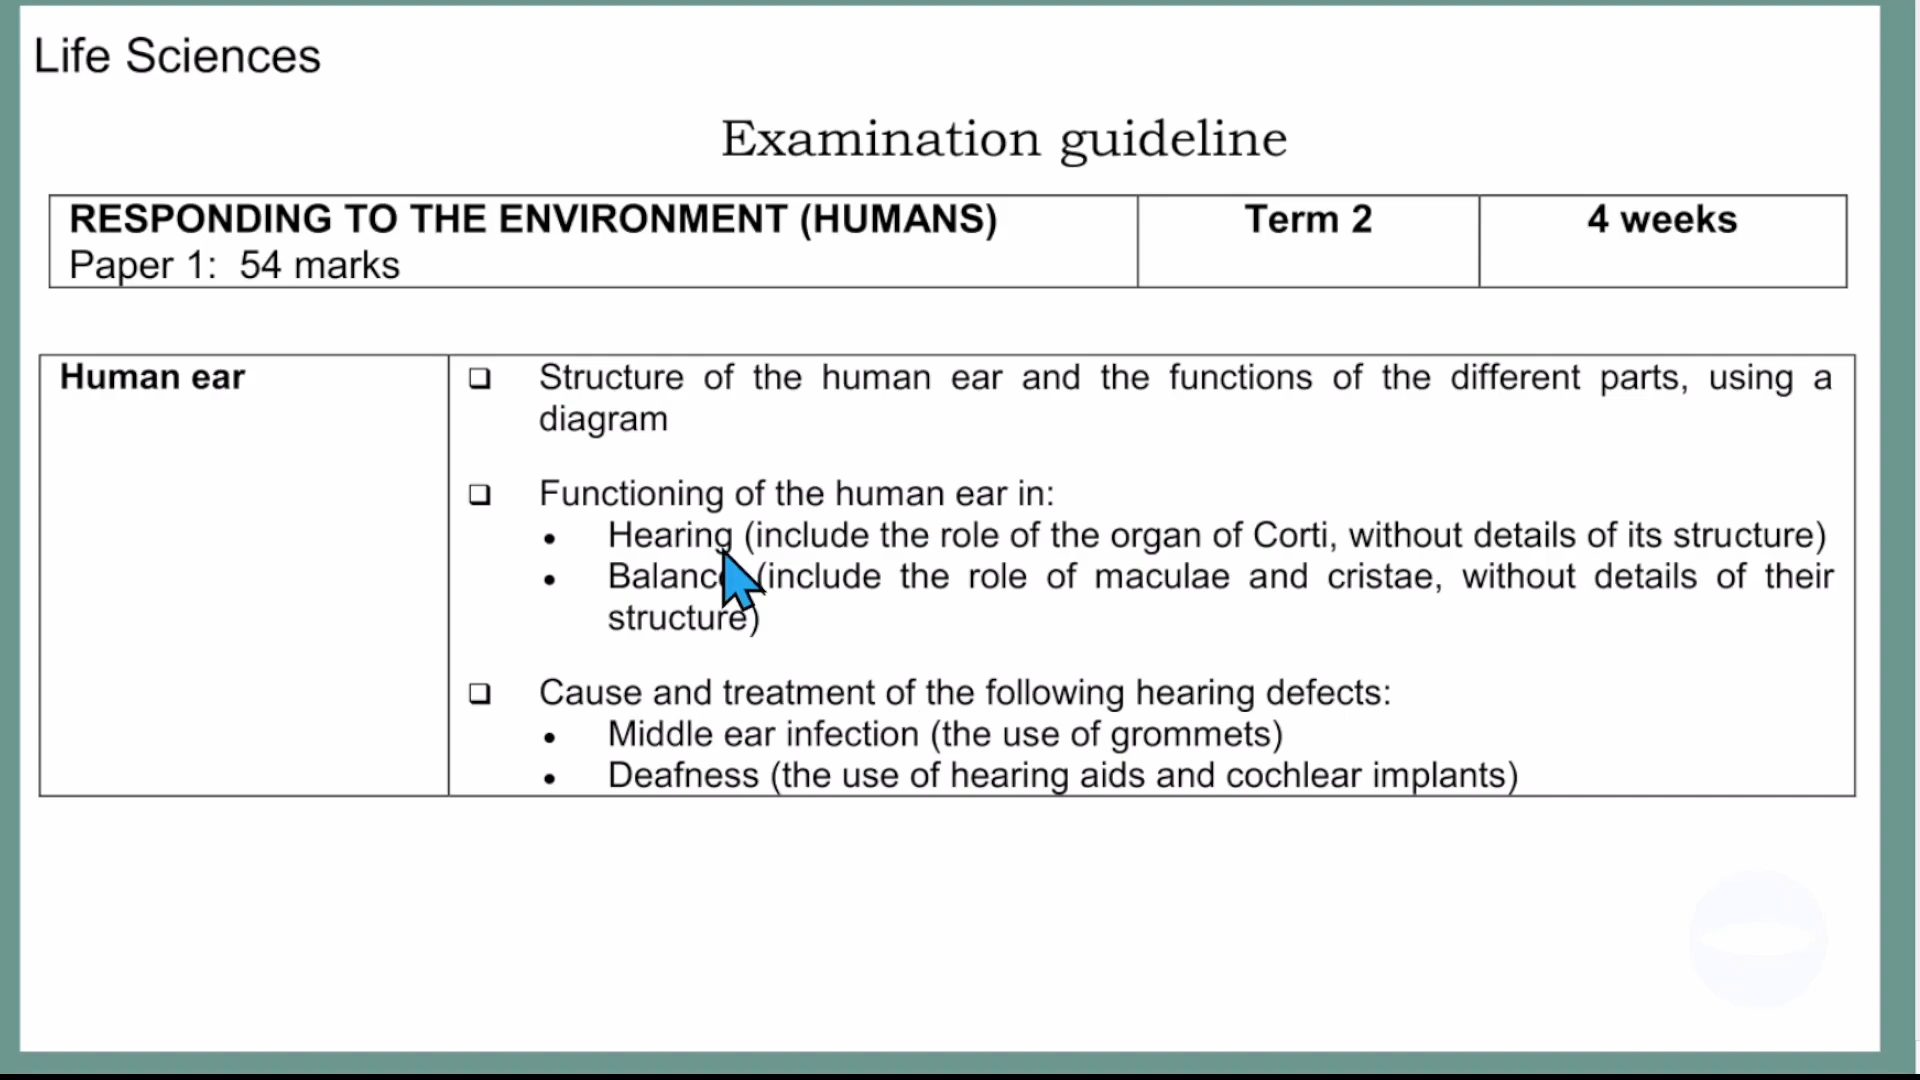 Life Sciences
Examination guideline
RESPONDING TO THE ENVIRONMENT (HUMANS)
Paper 1: 54 marks
Term 2
4 weeks
Human ear
❑ Structure of the human ear and the functions of the different parts, using a
diagram
❑ Functioning of the human ear in:
• Hearing (include the role of the organ of Corti, without details of its structure)
• Balance (include the role of maculae and cristae, without details of their
structure)
❑ Cause and treatment of the following hearing defects:
• Middle ear infection (the use of grommets)
• Deafness (the use of hearing aids and cochlear implants)